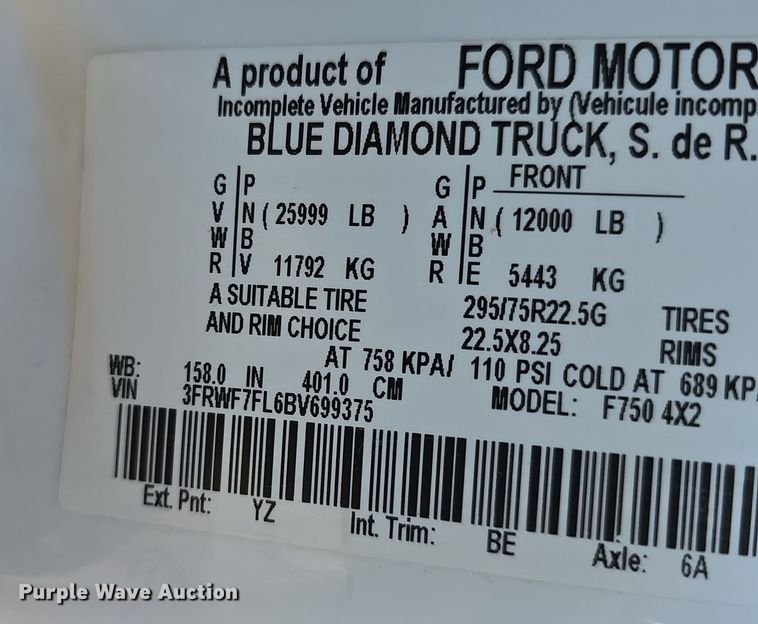 A product of FORD MOTOR
Incomplete Vehicle Manufactured by (Vehicule incomp
BLUE DIAMOND TRUCK, S. de R.
G P G P FRONT
V N ( 25999 LB ) A N ( 12000 LB )
W B W B
R V 11792 KG R E 5443 KG
A SUITABLE TIRE 295/75R22.5G TIRES
AND RIM CHOICE 22.5X8.25 RIMS
AT 758 KPA/ 110 PSI COLD AT 689 KP
WB: 158.0 IN 401.0 CM
VIN 3FRWF7FL6BV699375 MODEL: F750 4X2
Ext. Pnt: YZ Int. Trim: BE Axle: 6A
Purple Wave Auction